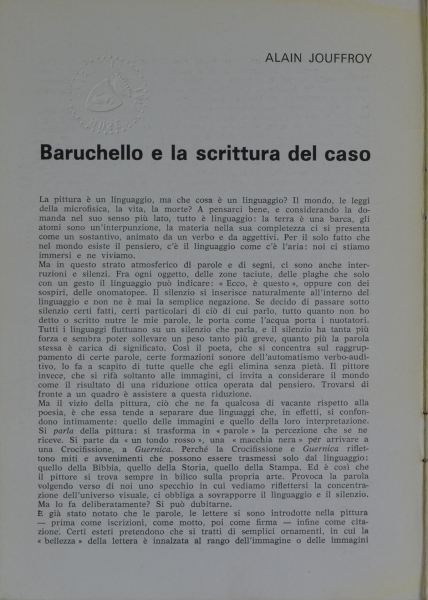 ALAIN JOUFFROY
Baruchello e la scrittura del caso
La pittura è un linguaggio, ma che cosa è un linguaggio? Il mondo, le leggi
della microfisica, la vita, la morte? A pensarci bene, e considerando la do-
manda nel suo senso più lato, tutto è linguaggio: la terra è una barca, gli
atomi sono un'interpunzione, la materia nella sua completezza ci si presenta
come un sostantivo, animato da un verbo e da aggettivi. Per il solo fatto che
nel mondo esiste il pensiero, c'è il linguaggio come c'è l'aria: noi ci stiamo
immersi e ne viviamo.
Ma in questo strato atmosferico di parole e di segni, ci sono anche inter-
ruzioni e silenzi. Fra ogni oggetto, delle zone taciute, delle plaghe che solo
con un gesto il linguaggio può indicare: « Ecco, è questo », oppure con dei
sospiri, delle onomatopee. Il silenzio si inserisce naturalmente all'interno del
linguaggio e non ne è mai la semplice negazione. Se decido di passare sotto
silenzio certi fatti, certi particolari di ciò di cui parlo, tutto quanto non ho
detto o scritto nutre le mie parole, le porta come l'acqua porta i nuotatori.
Tutti i linguaggi fluttuano su un silenzio che parla, e il silenzio ha tanta più
forza e sembra poter sollevare un peso tanto più greve, quanto più la parola
stessa è carica di significato. Così il poeta, che si concentra sul raggrup-
pamento di certe parole, certe formazioni sonore dell'automatismo verbo-audi-
tivo, lo fa a scapito di tutte quelle che egli elimina senza pietà. Il pittore
invece, che si rifà soltanto alle immagini, ci invita a considerare il mondo
come il risultato di una riduzione ottica operata dal pensiero. Trovarsi di
fronte a un quadro è assistere a questa riduzione.
Ma il vizio della pittura, ciò che ne fa qualcosa di vacante rispetto alla
poesia, è che essa tende a separare due linguaggi che, in effetti, si confon-
dono intimamente: quello delle immagini e quello della loro interpretazione.
Si parla della pittura: si trasforma in « parole » la percezione che se ne
riceve. Si parte da « un tondo rosso », una « macchia nera » per arrivare a
una Crocifissione, a Guernica. Perché la Crocifissione e Guernica riflet-
tono miti e avvenimenti che possono essere trasmessi solo dal linguaggio:
quello della Bibbia, quello della Storia, quello della Stampa. Ed è così che
il pittore si trova sempre in bilico sulla propria arte. Provoca la parola
volgendo verso di noi uno specchio in cui vediamo riflettersi la concentra-
zione dell'universo visuale, ci obbliga a sovrapporre il linguaggio e il silenzio.
Ma lo fa deliberatamente? Si può dubitarne.
È già stato notato che le parole, le lettere si sono introdotte nella pittura
— prima come iscrizioni, come motto, poi come firma — infine come cita-
zione. Certi esteti pretendono che si tratti di semplici ornamenti, in cui la
« bellezza » della lettera è innalzata al rango dell'immagine o delle immagini